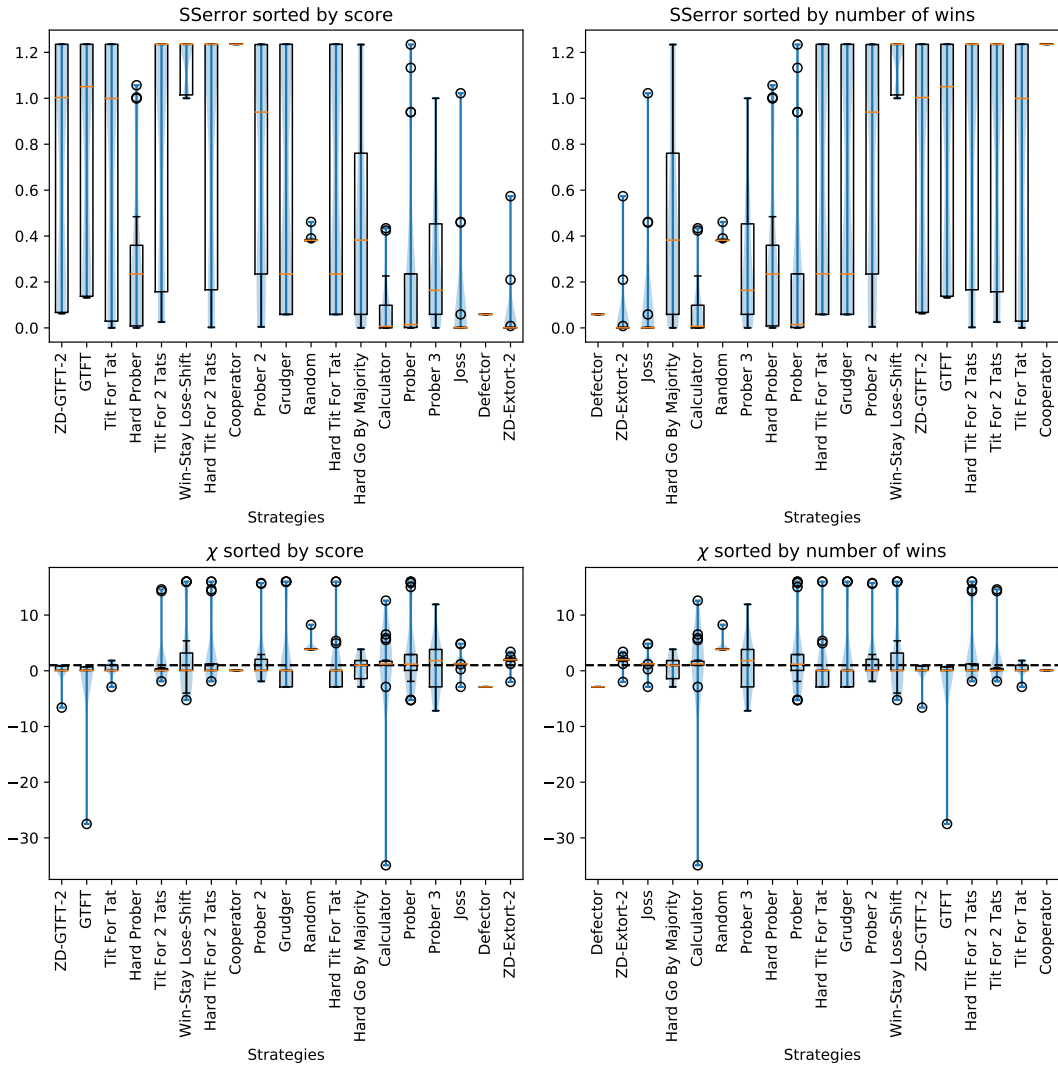 SSerror sorted by score
1.2
1.0
0.8
0.6
0.4
0.2
0.0
ZD-GTFT-2
GTFT
Tit For Tat
Hard Prober
Tit For 2 Tats
Win-Stay Lose-Shift
Hard Tit For 2 Tats
Cooperator
Prober 2
Grudger
Random
Hard Tit For Tat
Hard Go By Majority
Calculator
Prober
Prober 3
Joss
Defector
ZD-Extort-2
Strategies
SSerror sorted by number of wins
1.2
1.0
0.8
0.6
0.4
0.2
0.0
Defector
ZD-Extort-2
Joss
Hard Go By Majority
Calculator
Random
Prober 3
Hard Prober
Prober
Hard Tit For Tat
Grudger
Prober 2
Win-Stay Lose-Shift
ZD-GTFT-2
GTFT
Hard Tit For 2 Tats
Tit For 2 Tats
Tit For Tat
Cooperator
Strategies
χ sorted by score
10
0
−10
−20
−30
ZD-GTFT-2
GTFT
Tit For Tat
Hard Prober
Tit For 2 Tats
Win-Stay Lose-Shift
Hard Tit For 2 Tats
Cooperator
Prober 2
Grudger
Random
Hard Tit For Tat
Hard Go By Majority
Calculator
Prober
Prober 3
Joss
Defector
ZD-Extort-2
Strategies
χ sorted by number of wins
10
0
−10
−20
−30
Defector
ZD-Extort-2
Joss
Hard Go By Majority
Calculator
Random
Prober 3
Hard Prober
Prober
Hard Tit For Tat
Grudger
Prober 2
Win-Stay Lose-Shift
ZD-GTFT-2
GTFT
Hard Tit For 2 Tats
Tit For 2 Tats
Tit For Tat
Cooperator
Strategies